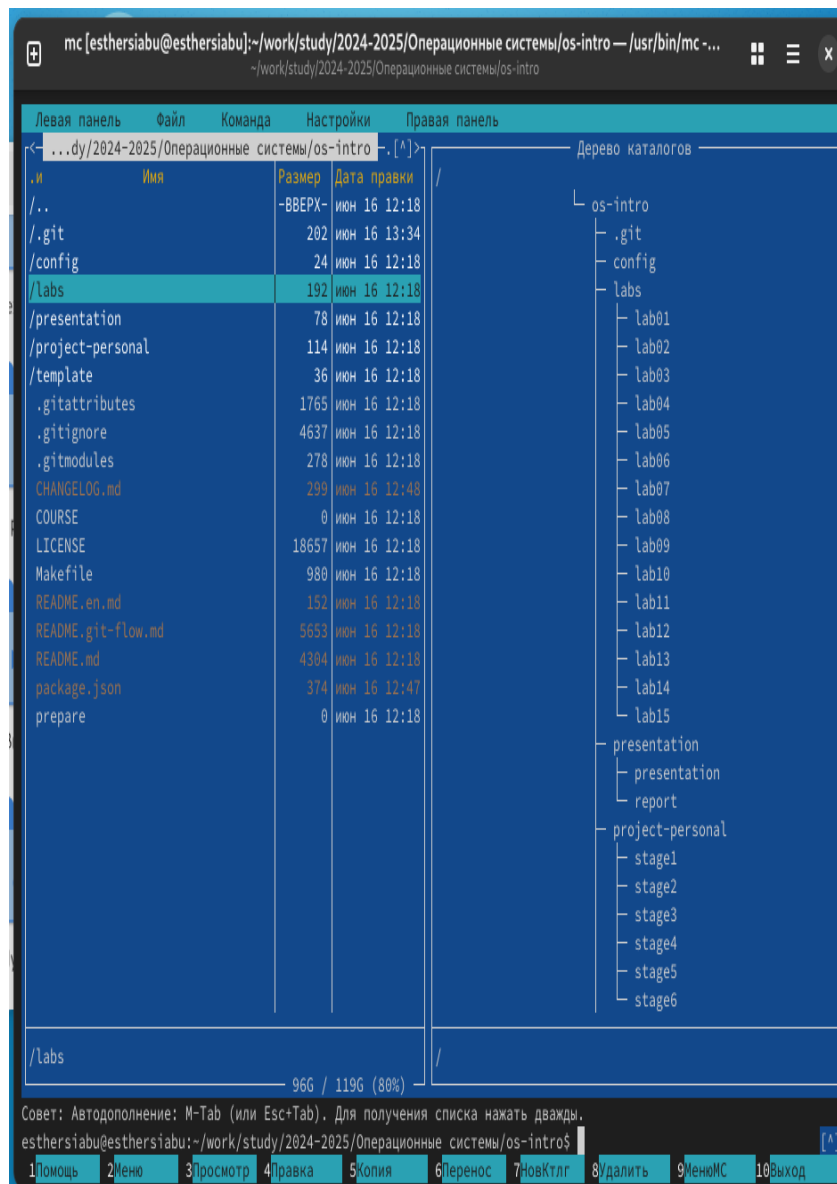 mc [esthersiabu@esthersiabu]:~/work/study/2024-2025/Операционные системы/os-intro — /usr/bin/mc -...
~/work/study/2024-2025/Операционные системы/os-intro
Левая панель Файл Команда Настройки Правая панель
<─ ...dy/2024-2025/Операционные системы/os-intro ─.[^]>
.и Имя Размер Дата правки
/.. -ВВЕРХ- июн 16 12:18
/.git 202 июн 16 13:34
/config 24 июн 16 12:18
/labs 192 июн 16 12:18
/presentation 78 июн 16 12:18
/project-personal 114 июн 16 12:18
/template 36 июн 16 12:18
.gitattributes 1765 июн 16 12:18
.gitignore 4637 июн 16 12:18
.gitmodules 278 июн 16 12:18
CHANGELOG.md 299 июн 16 12:48
COURSE 0 июн 16 12:18
LICENSE 18657 июн 16 12:18
Makefile 980 июн 16 12:18
README.en.md 152 июн 16 12:18
README.git-flow.md 5653 июн 16 12:18
README.md 4304 июн 16 12:18
package.json 374 июн 16 12:47
prepare 0 июн 16 12:18
/labs
96G / 119G (80%)
Дерево каталогов
/
os-intro
.git
config
labs
lab01
lab02
lab03
lab04
lab05
lab06
lab07
lab08
lab09
lab10
lab11
lab12
lab13
lab14
lab15
presentation
presentation
report
project-personal
stage1
stage2
stage3
stage4
stage5
stage6
/
Совет: Автодополнение: M-Tab (или Esc+Tab). Для получения списка нажать дважды.
esthersiabu@esthersiabu:~/work/study/2024-2025/Операционные системы/os-intro$ [^]
1Помощь 2Меню 3Просмотр 4Правка 5Копия 6Перенос 7НовКтлг 8Удалить 9МенюМС 10Выход